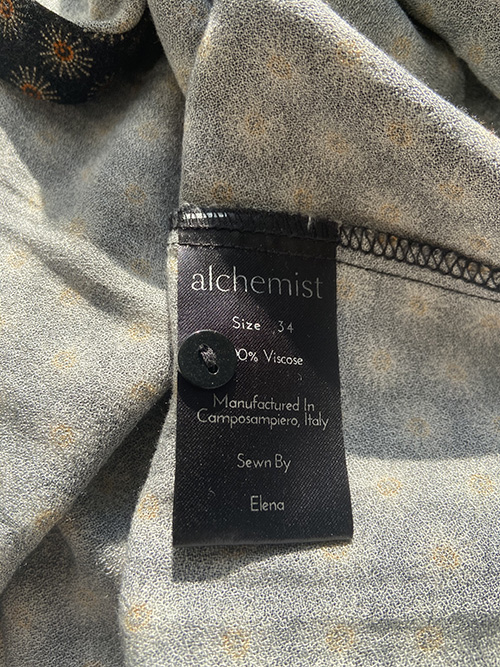 alchemist
Size 34
0% Viscose
Manufactured In
Camposampiero, Italy
Sewn By
Elena